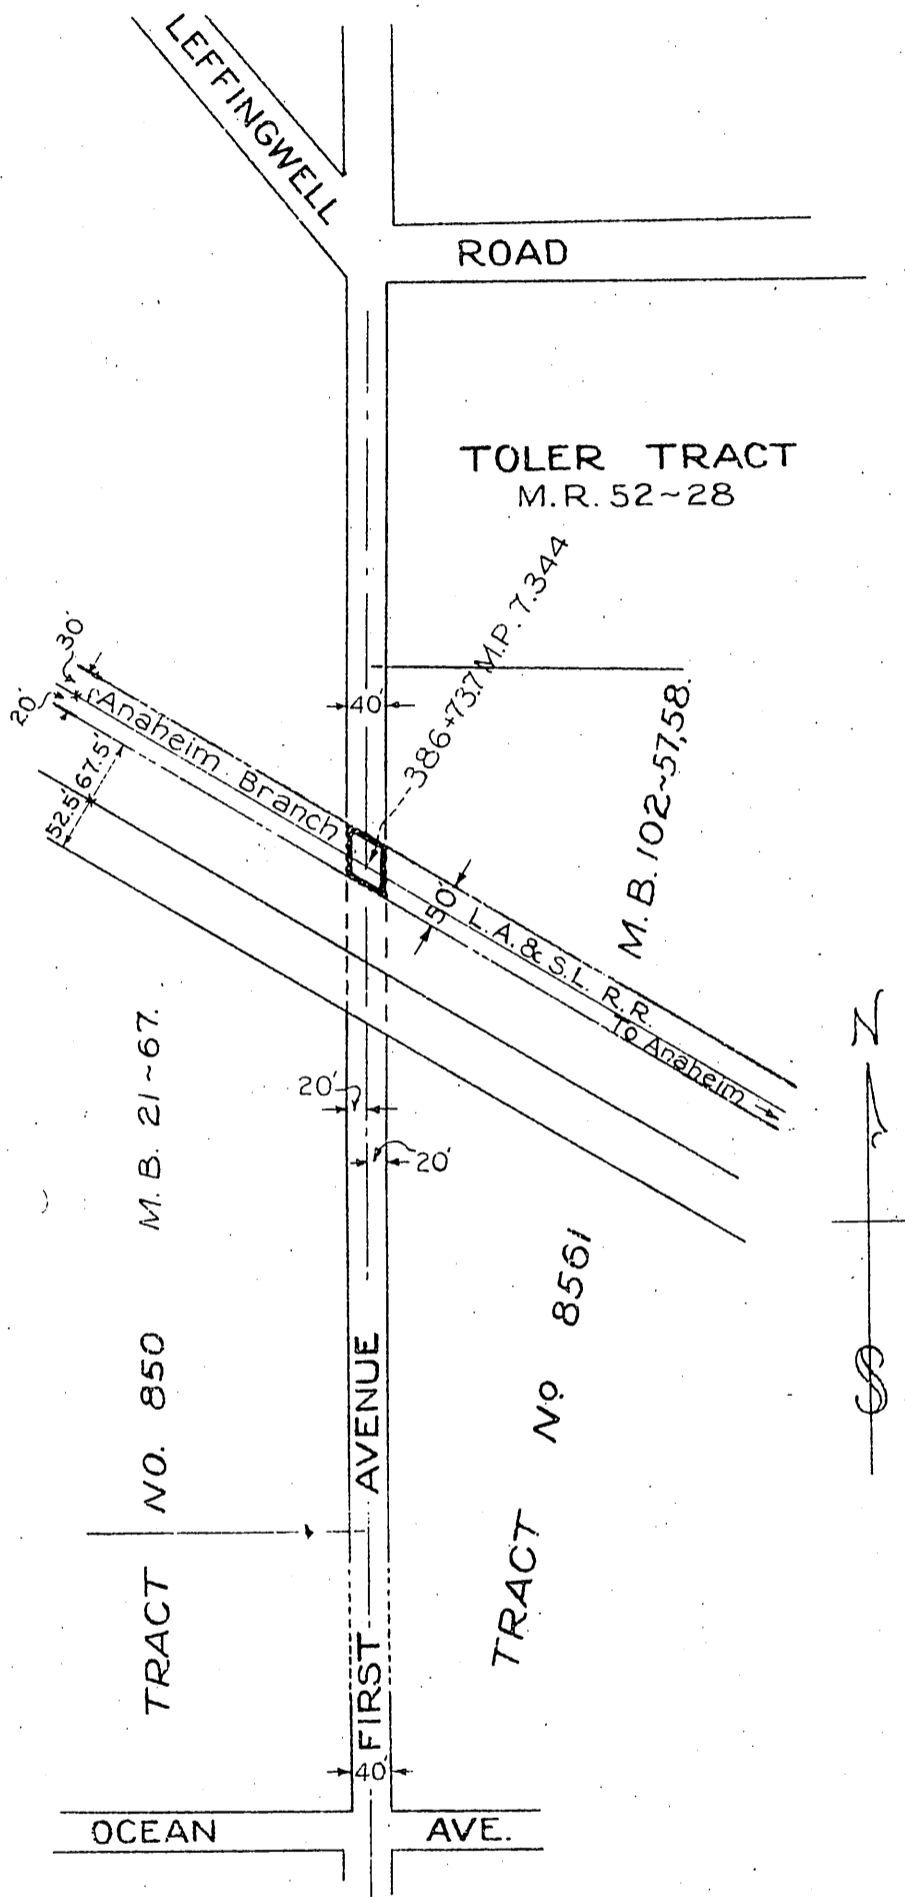 LEFFINGWELL
ROAD
TOLER TRACT
M.R. 52~28
386+73.7 M.P. 7.344
30'
20'
40'
Anaheim Branch
67.5'
52.5'
50'
L.A. & S.L. R.R.
To Anaheim
M.B. 102~57,58.
N
S
20'
20'
TRACT NO. 850 M.B. 21~67.
TRACT Nº 8561
FIRST AVENUE
40'
OCEAN AVE.